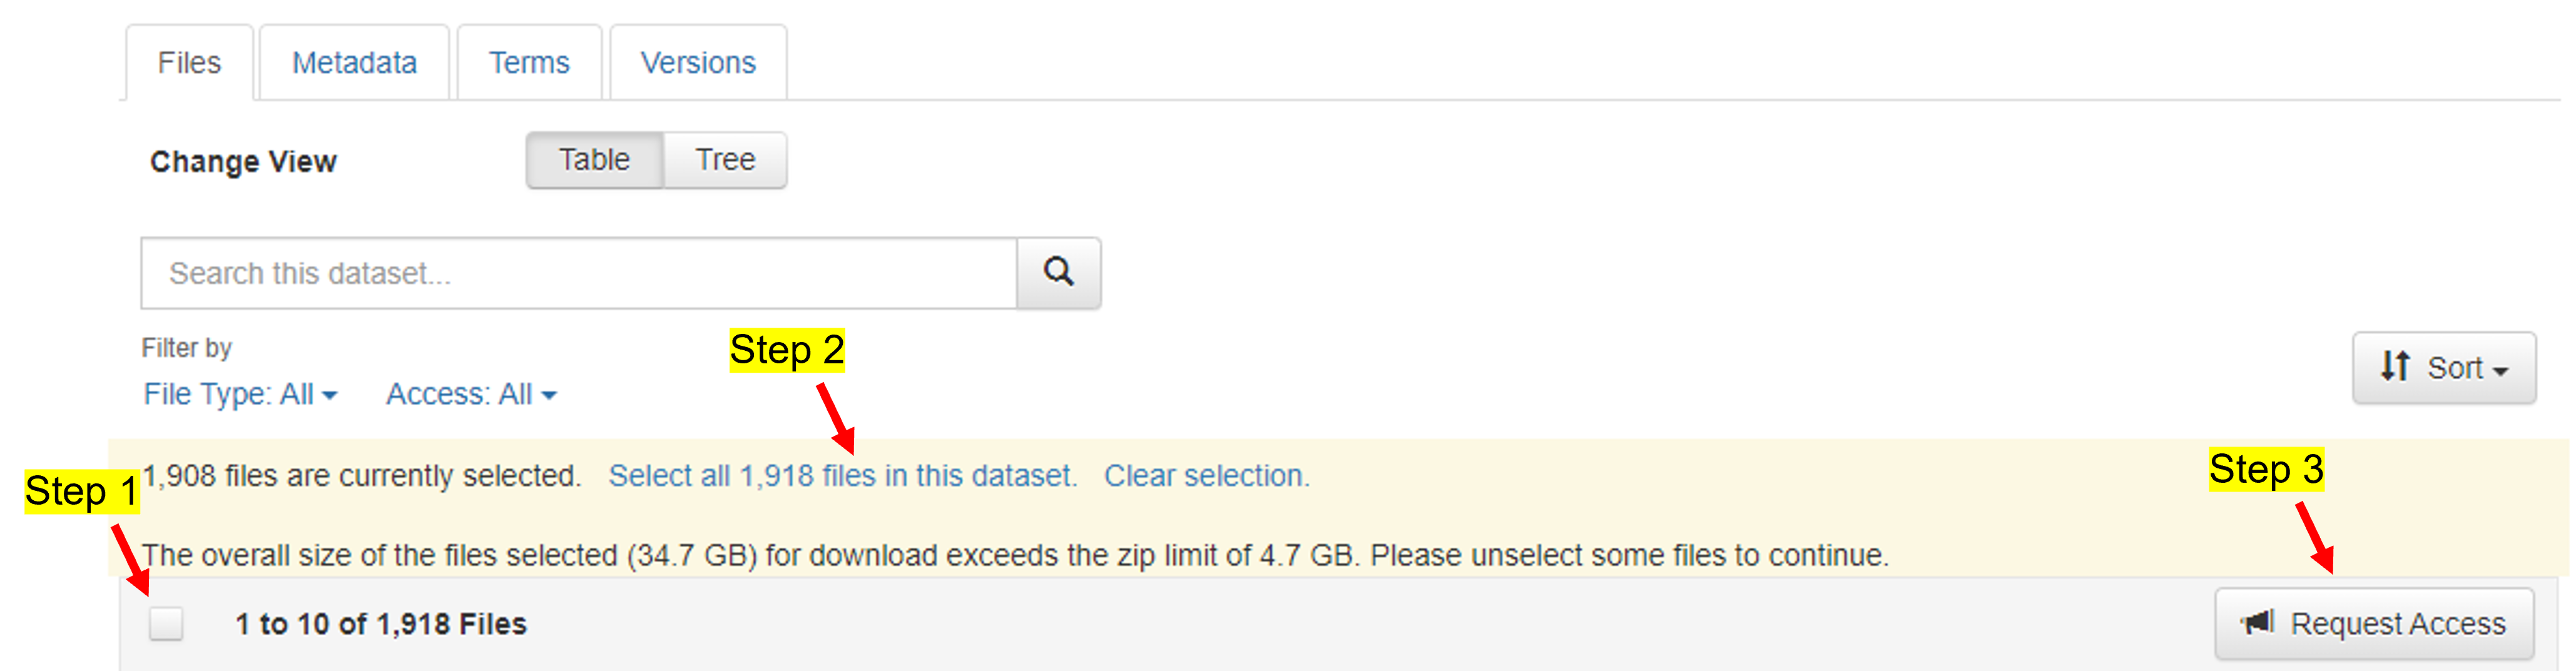 Files Metadata Terms Versions
Change View Table Tree
Search this dataset...
Step 2
Filter by
Sort
File Type: All Access: All
Step 3
1,908 files are currently selected. Select all 1,918 files in this dataset. Clear selection.
Step 1
The overall size of the files selected (34.7 GB) for download exceeds the zip limit of 4.7 GB. Please unselect some files to continue.
1 to 10 of 1,918 Files Request Access